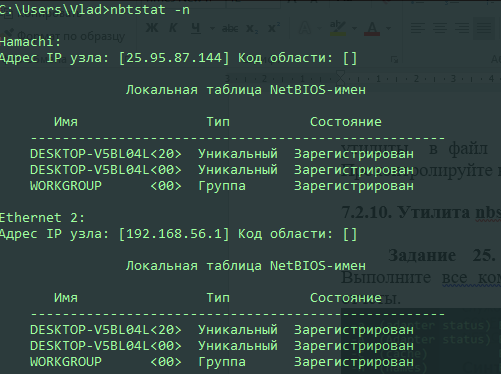 C:\Users\Vlad>nbtstat -n
Hamachi:
Адрес IP узла: [25.95.87.144] Код области: []
Локальная таблица NetBIOS-имен
Имя Тип Состояние
---------------------------------------------------
DESKTOP-V5BL04L<20> Уникальный Зарегистрирован
DESKTOP-V5BL04L<00> Уникальный Зарегистрирован
WORKGROUP <00> Группа Зарегистрирован
Ethernet 2:
Адрес IP узла: [192.168.56.1] Код области: []
Локальная таблица NetBIOS-имен
Имя Тип Состояние
---------------------------------------------------
DESKTOP-V5BL04L<20> Уникальный Зарегистрирован
DESKTOP-V5BL04L<00> Уникальный Зарегистрирован
WORKGROUP <00> Группа Зарегистрирован
по образцу
в файл
7.2.10. Утилита
Задание 25.
Выполните все